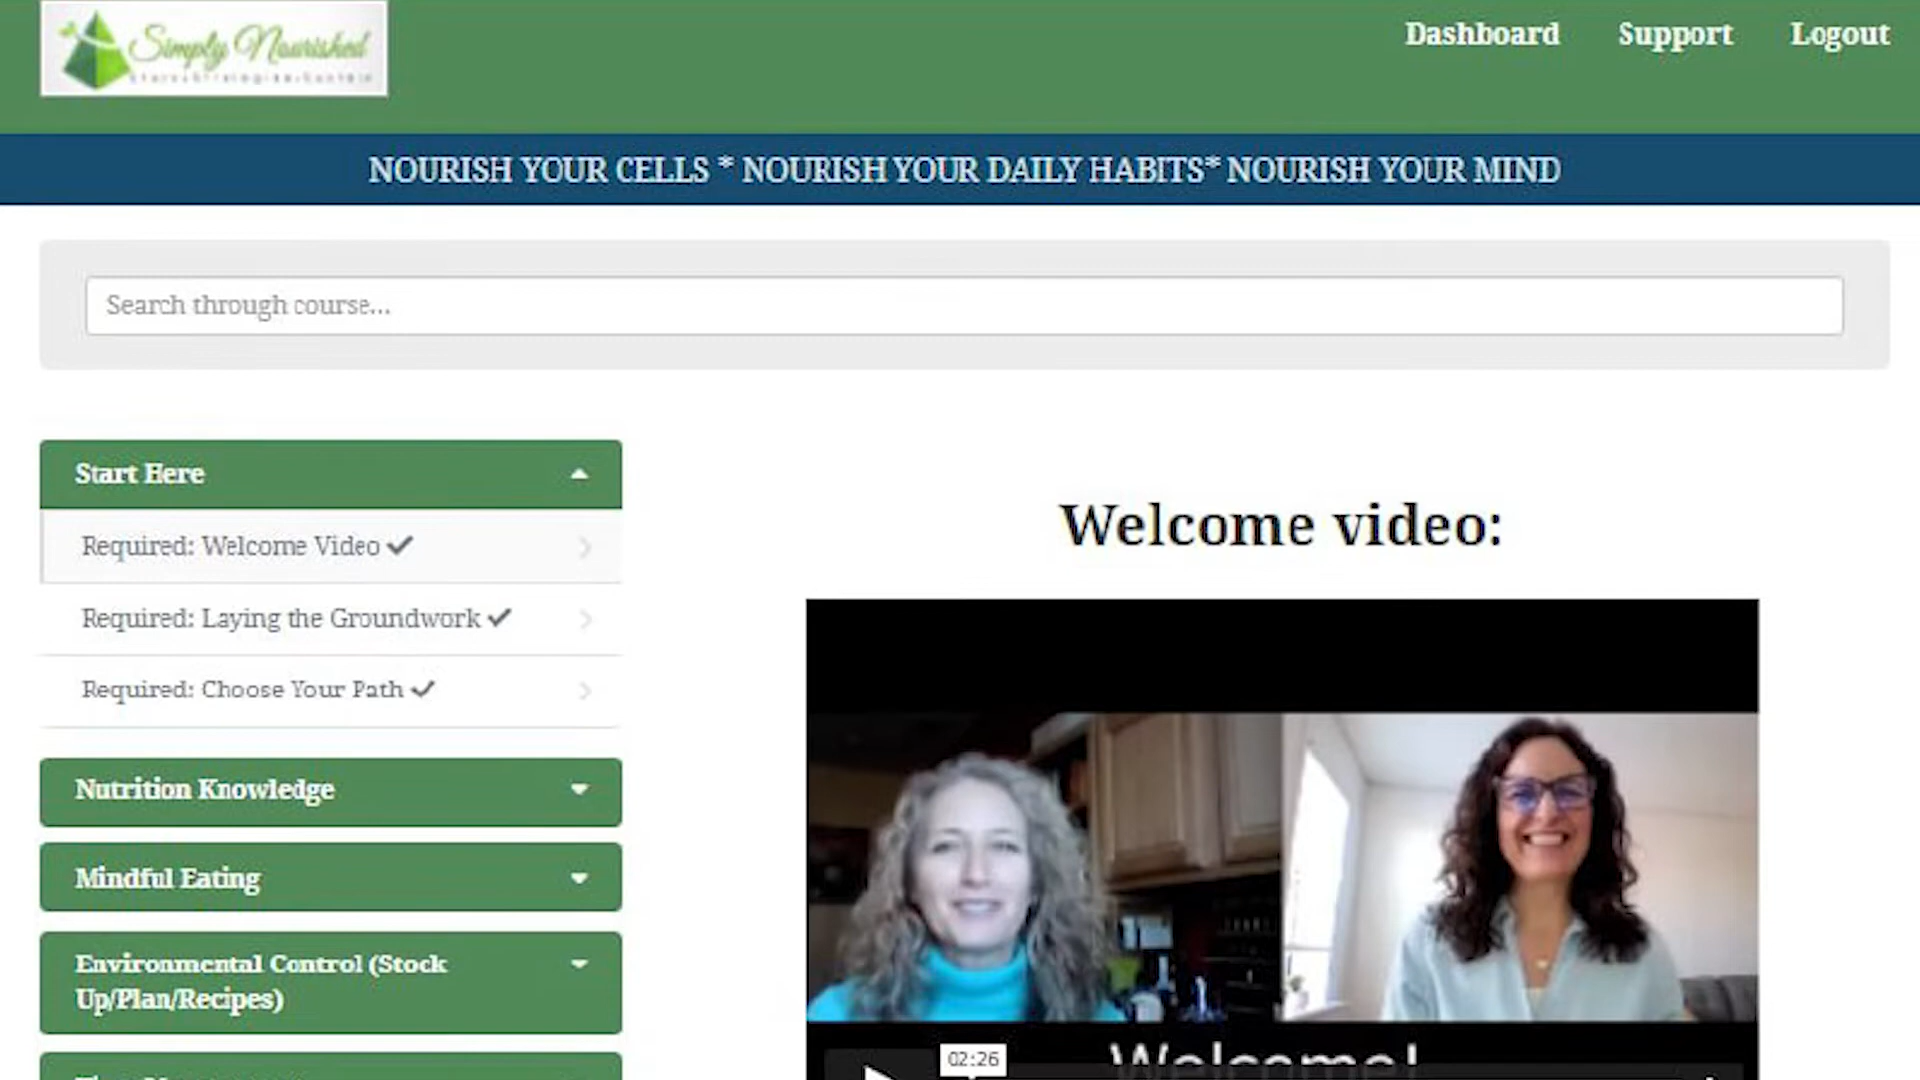 Simply Nourished
Dashboard
Support
Logout
NOURISH YOUR CELLS * NOURISH YOUR DAILY HABITS* NOURISH YOUR MIND
Search through course...
Start Here
Required: Welcome Video
Required: Laying the Groundwork
Required: Choose Your Path
Nutrition Knowledge
Mindful Eating
Environmental Control (Stock
Up/Plan/Recipes)
Welcome video:
02:26
Welcome!